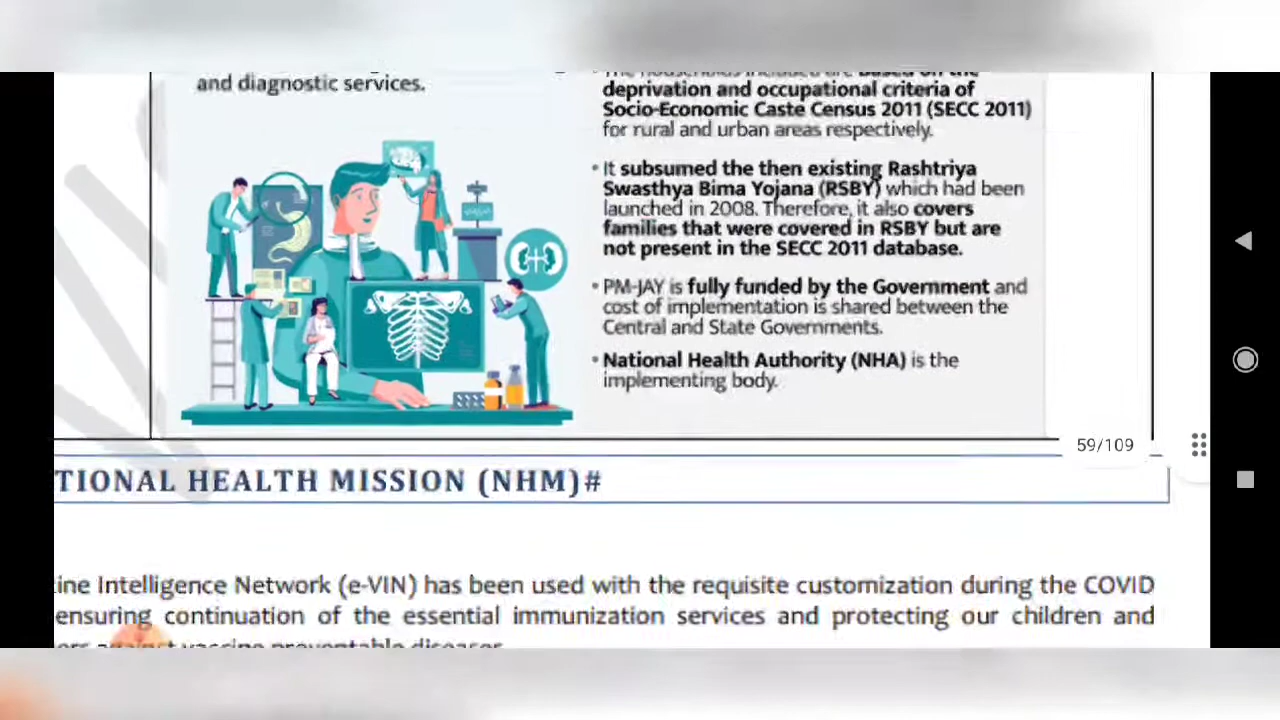 and diagnostic services.
deprivation and occupational criteria of
Socio-Economic Caste Census 2011 (SECC 2011)
for rural and urban areas respectively.
• It subsumed the then existing Rashtriya
Swasthya Bima Yojana (RSBY) which had been
launched in 2008. Therefore, it also covers
families that were covered in RSBY but are
not present in the SECC 2011 database.
• PM-JAY is fully funded by the Government and
cost of implementation is shared between the
Central and State Governments.
• National Health Authority (NHA) is the
implementing body.
59/109
TIONAL HEALTH MISSION (NHM)#
ine Intelligence Network (e-VIN) has been used with the requisite customization during the COVID
ensuring continuation of the essential immunization services and protecting our children and
against vaccine preventable diseases